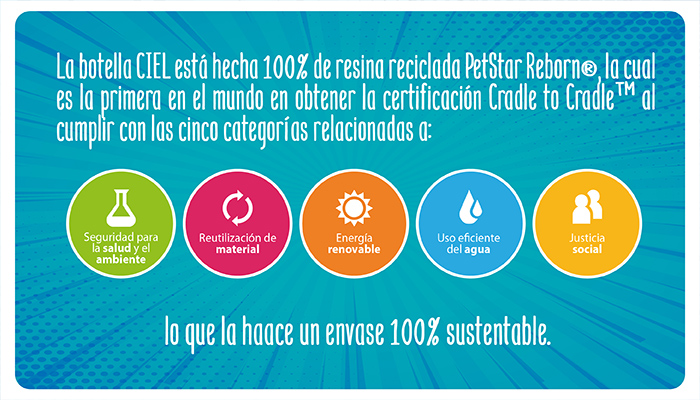 La botella CIEL está hecha 100% de resina reciclada PetStar Reborn®, la cual
es la primera en el mundo en obtener la certificación Cradle to Cradle™ al
cumplir con las cinco categorías relacionadas a:
Seguridad para
la salud y el
ambiente
Reutilización de
material
Energía
renovable
Uso eficiente
del agua
Justicia
social
lo que la haace un envase 100% sustentable.